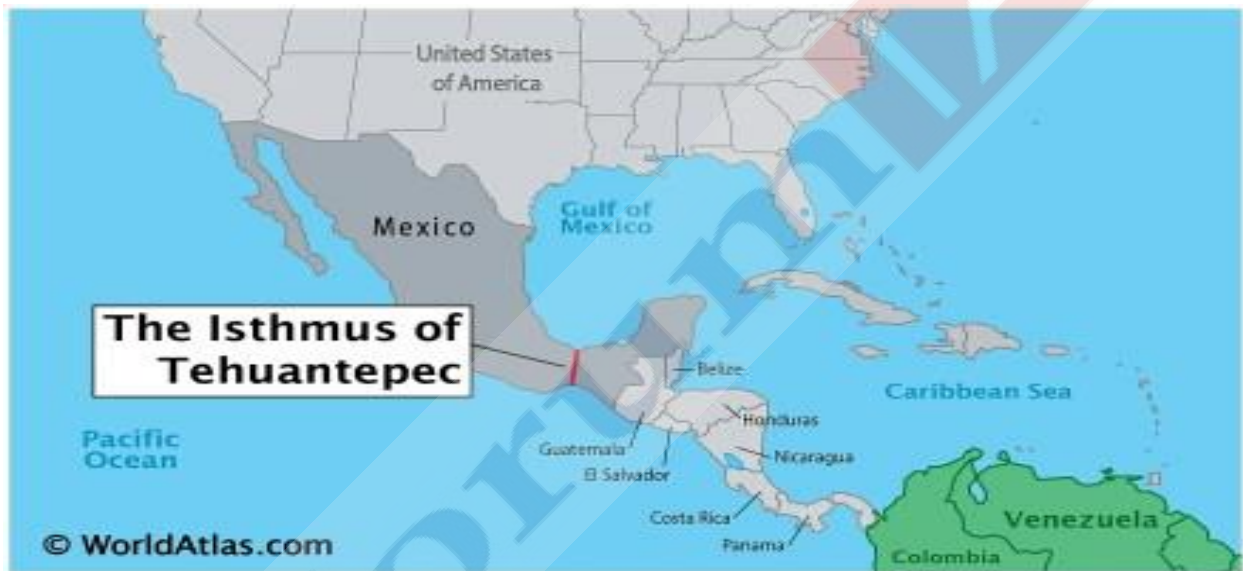 United States
of America
Mexico
Gulf of
Mexico
The Isthmus of
Tehuantepec
Belize
Caribbean Sea
Pacific
Ocean
Honduras
Guatemala
Nicaragua
El Salvador
Costa Rica
Panama
Venezuela
Colombia
© WorldAtlas.com